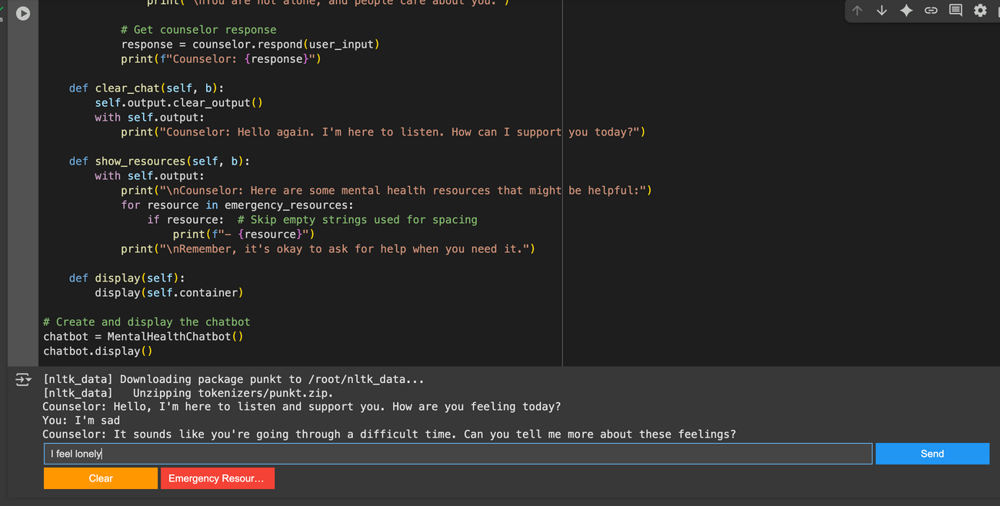 print("\nYou are not alone, and people care about you.")
# Get counselor response
response = counselor.respond(user_input)
print(f"Counselor: {response}")
def clear_chat(self, b):
self.output.clear_output()
with self.output:
print("Counselor: Hello again. I'm here to listen. How can I support you today?")
def show_resources(self, b):
with self.output:
print("\nCounselor: Here are some mental health resources that might be helpful:")
for resource in emergency_resources:
if resource:  # Skip empty strings used for spacing
print(f"– {resource}")
print("\nRemember, it's okay to ask for help when you need it.")
def display(self):
display(self.container)
# Create and display the chatbot
chatbot = MentalHealthChatbot()
chatbot.display()
[nltk_data] Downloading package punkt to /root/nltk_data...
[nltk_data]   Unzipping tokenizers/punkt.zip.
Counselor: Hello, I'm here to listen and support you. How are you feeling today?
You: I'm sad
Counselor: It sounds like you're going through a difficult time. Can you tell me more about these feelings?
I feel lonely
Send
Clear
Emergency Resour...